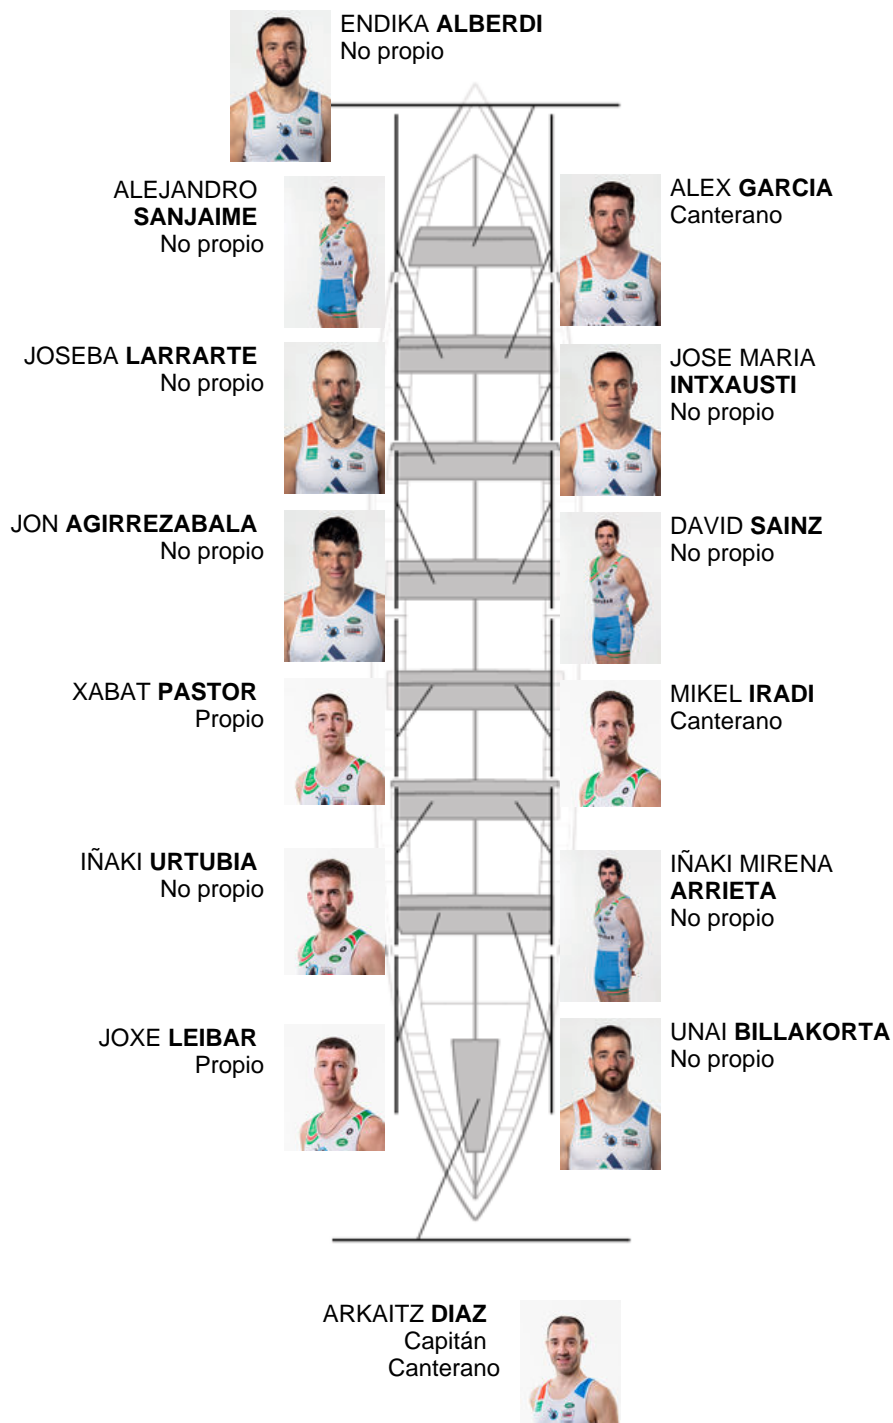 ENDIKA ALBERDI
No propio
ALEJANDRO
SANJAIME
No propio
ALEX GARCIA
Canterano
JOSEBA LARRARTE
No propio
JOSE MARIA
INTXAUSTI
No propio
JON AGIRREZABALA
No propio
DAVID SAINZ
No propio
XABAT PASTOR
Propio
MIKEL IRADI
Canterano
IÑAKI URTUBIA
No propio
IÑAKI MIRENA
ARRIETA
No propio
JOXE LEIBAR
Propio
UNAI BILLAKORTA
No propio
ARKAITZ DIAZ
Capitán
Canterano